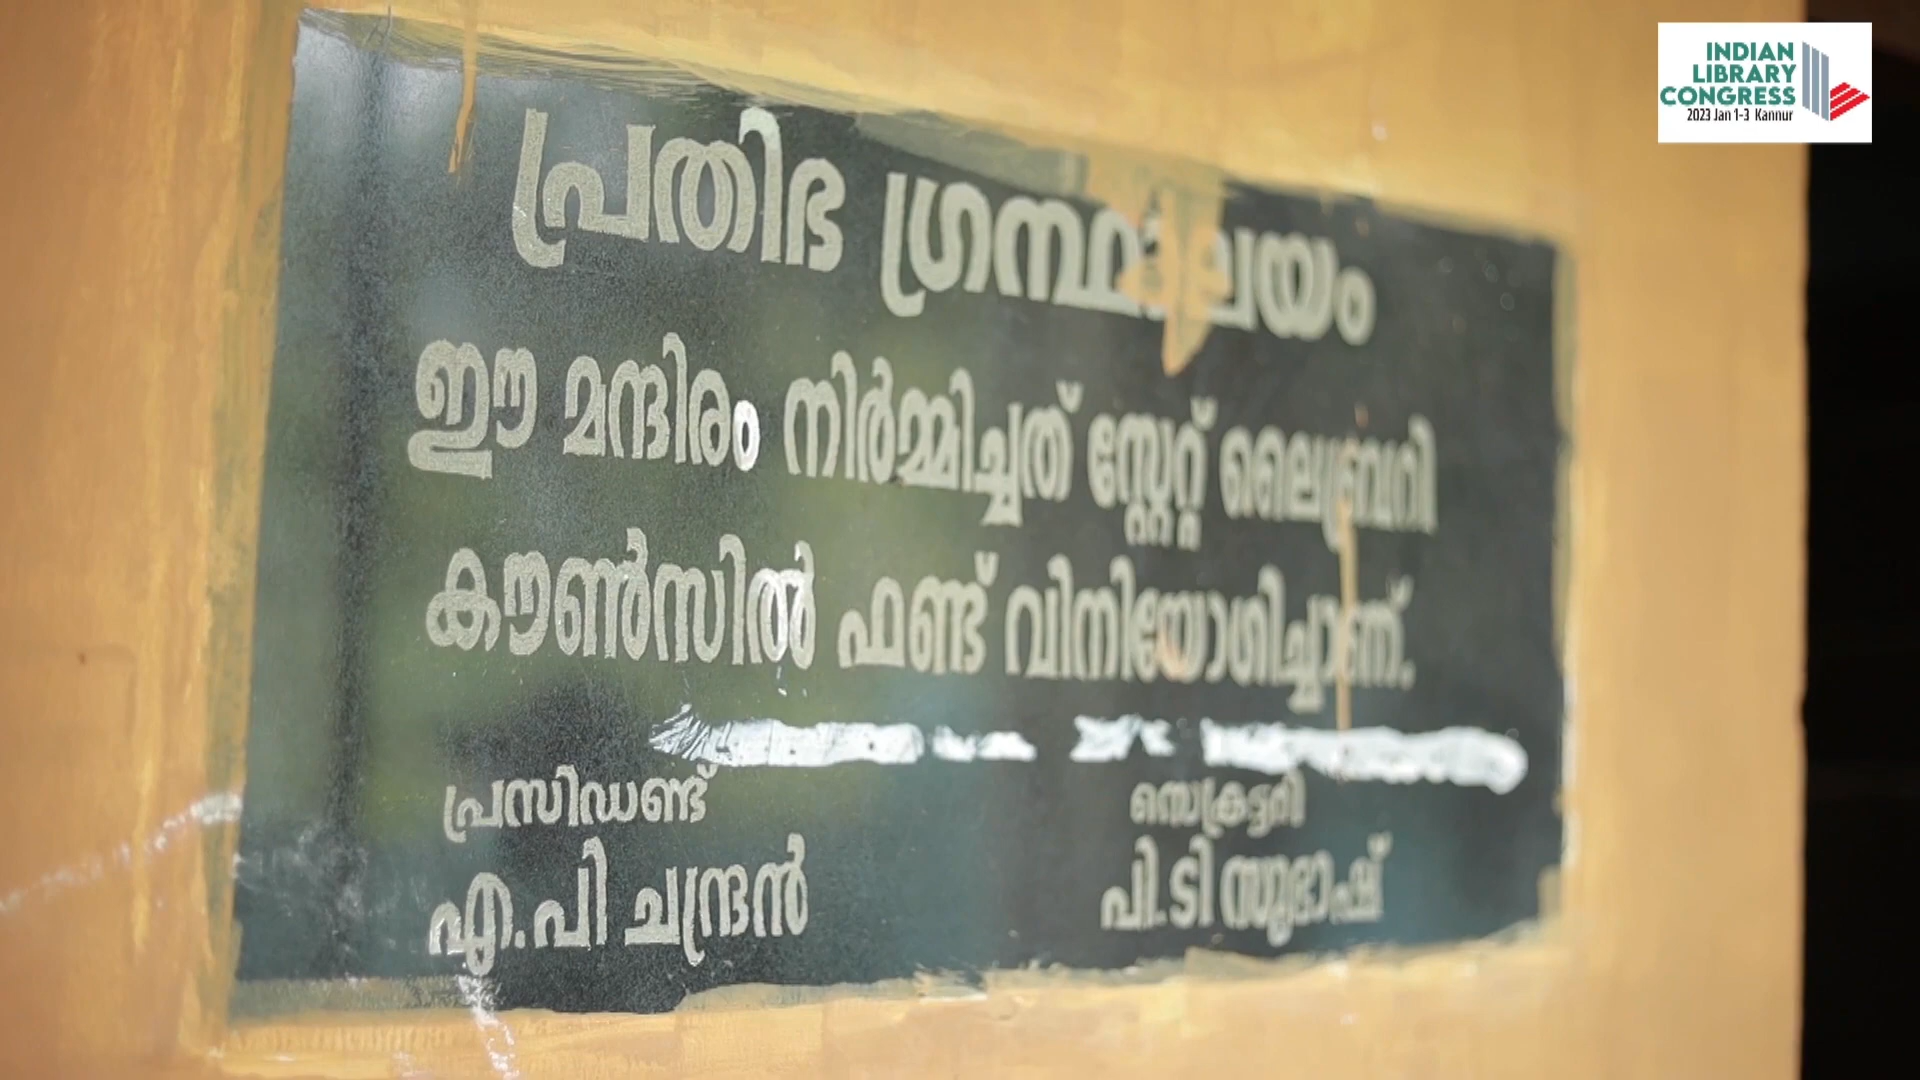 INDIAN
LIBRARY
CONGRESS
2023 Jan 1-3 Kannur
പ്രതിഭ ഗ്രന്ഥാലയം
ഈ മന്ദിരം നിർമ്മിച്ചത് സ്റ്റേറ്റ് ലൈബ്രറി
കൗൺസിൽ ഫണ്ട് വിനിയോഗിച്ചാണ്.
പ്രസിഡണ്ട് സെക്രട്ടറി
എ.പി ചന്ദ്രൻ പി.ടി സുഭാഷ്